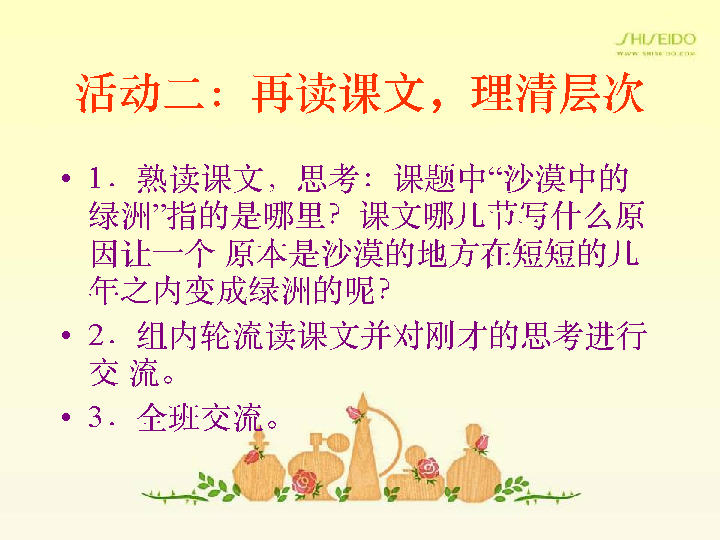 SHISEIDO
WWW.SHISEIDO.COM
活动二：再读课文，理清层次
• 1．熟读课文，思考：课题中“沙漠中的
绿洲”指的是哪里？课文哪几节写什么原
因让一个 原本是沙漠的地方在短短的几
年之内变成绿洲的呢？
• 2．组内轮流读课文并对刚才的思考进行
交 流。
• 3．全班交流。